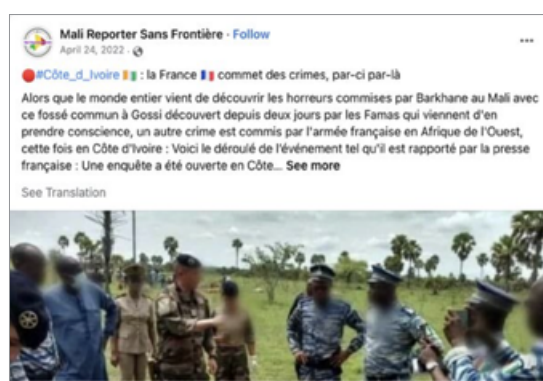 Mali Reporter Sans Frontière · Follow
April 24, 2022 ·
🔴#Côte_d_Ivoire 🇨🇮 : la France 🇫🇷 commet des crimes, par-ci par-là
Alors que le monde entier vient de découvrir les horreurs commises par Barkhane au Mali avec
ce fossé commun à Gossi découvert depuis deux jours par les Famas qui viennent d'en
prendre conscience, un autre crime est commis par l'armée française en Afrique de l'Ouest,
cette fois en Côte d'Ivoire : Voici le déroulé de l'événement tel qu'il est rapporté par la presse
française : Une enquête a été ouverte en Côte... See more
See Translation